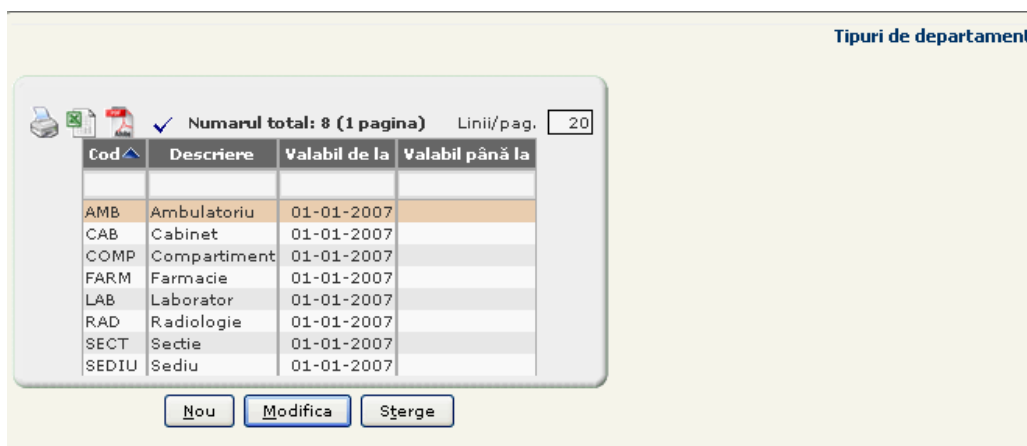 Tipuri de departament
Numarul total: 8 (1 pagina) Linii/pag. 20
Cod Descriere Valabil de la Valabil până la
AMB Ambulatoriu 01-01-2007
CAB Cabinet 01-01-2007
COMP Compartiment 01-01-2007
FARM Farmacie 01-01-2007
LAB Laborator 01-01-2007
RAD Radiologie 01-01-2007
SECT Sectie 01-01-2007
SEDIU Sediu 01-01-2007
Nou Modifica Sterge